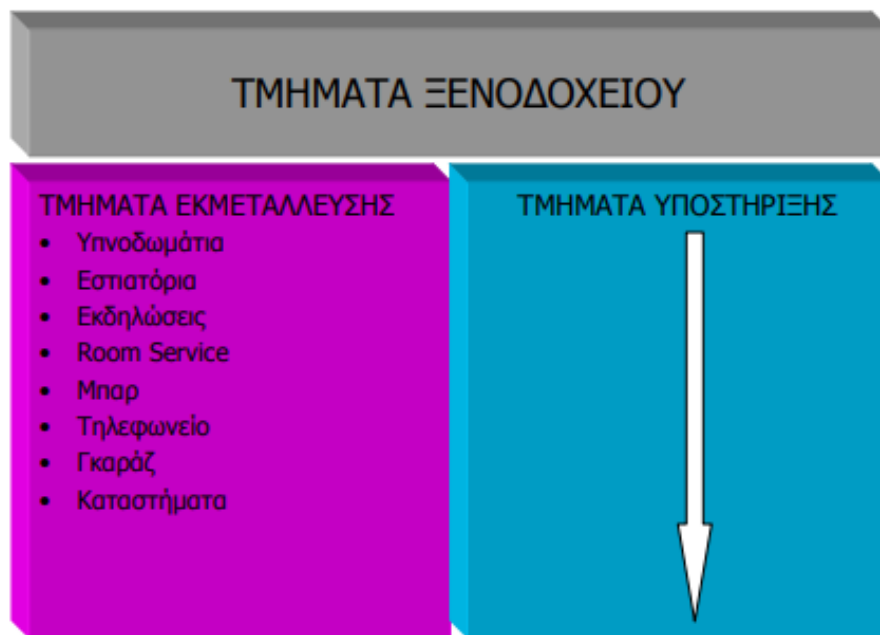 ΤΜΗΜΑΤΑ ΞΕΝΟΔΟΧΕΙΟΥ
ΤΜΗΜΑΤΑ ΕΚΜΕΤΑΛΛΕΥΣΗΣ
• Υπνοδωμάτια
• Εστιατόρια
• Εκδηλώσεις
• Room Service
• Μπαρ
• Τηλεφωνείο
• Γκαράζ
• Καταστήματα
ΤΜΗΜΑΤΑ ΥΠΟΣΤΗΡΙΞΗΣ